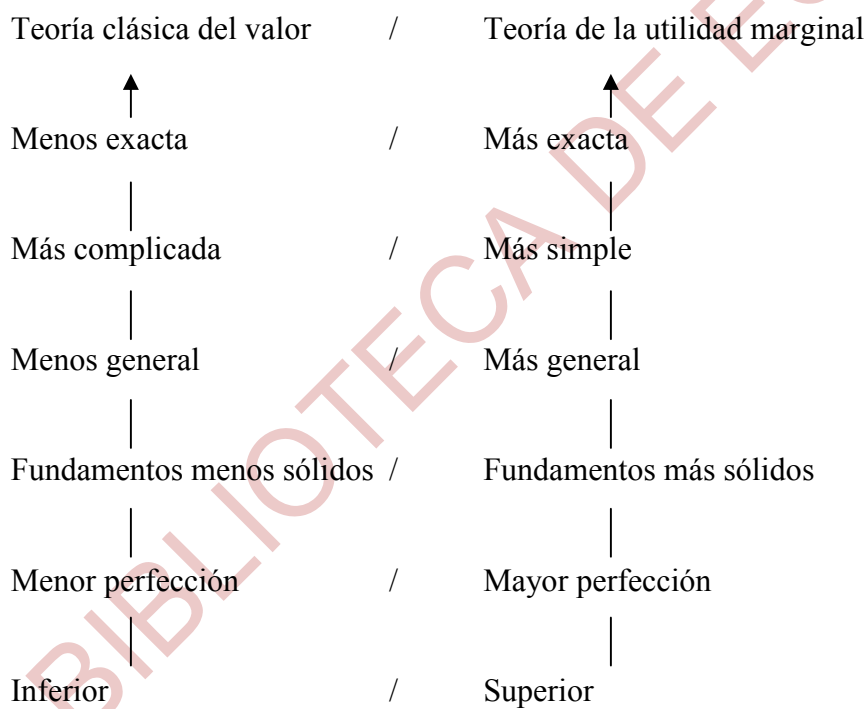 Teoría clásica del valor / Teoría de la utilidad marginal
Menos exacta / Más exacta
Más complicada / Más simple
Menos general / Más general
Fundamentos menos sólidos / Fundamentos más sólidos
Menor perfección / Mayor perfección
Inferior / Superior
BIBLIOTECA DE EC